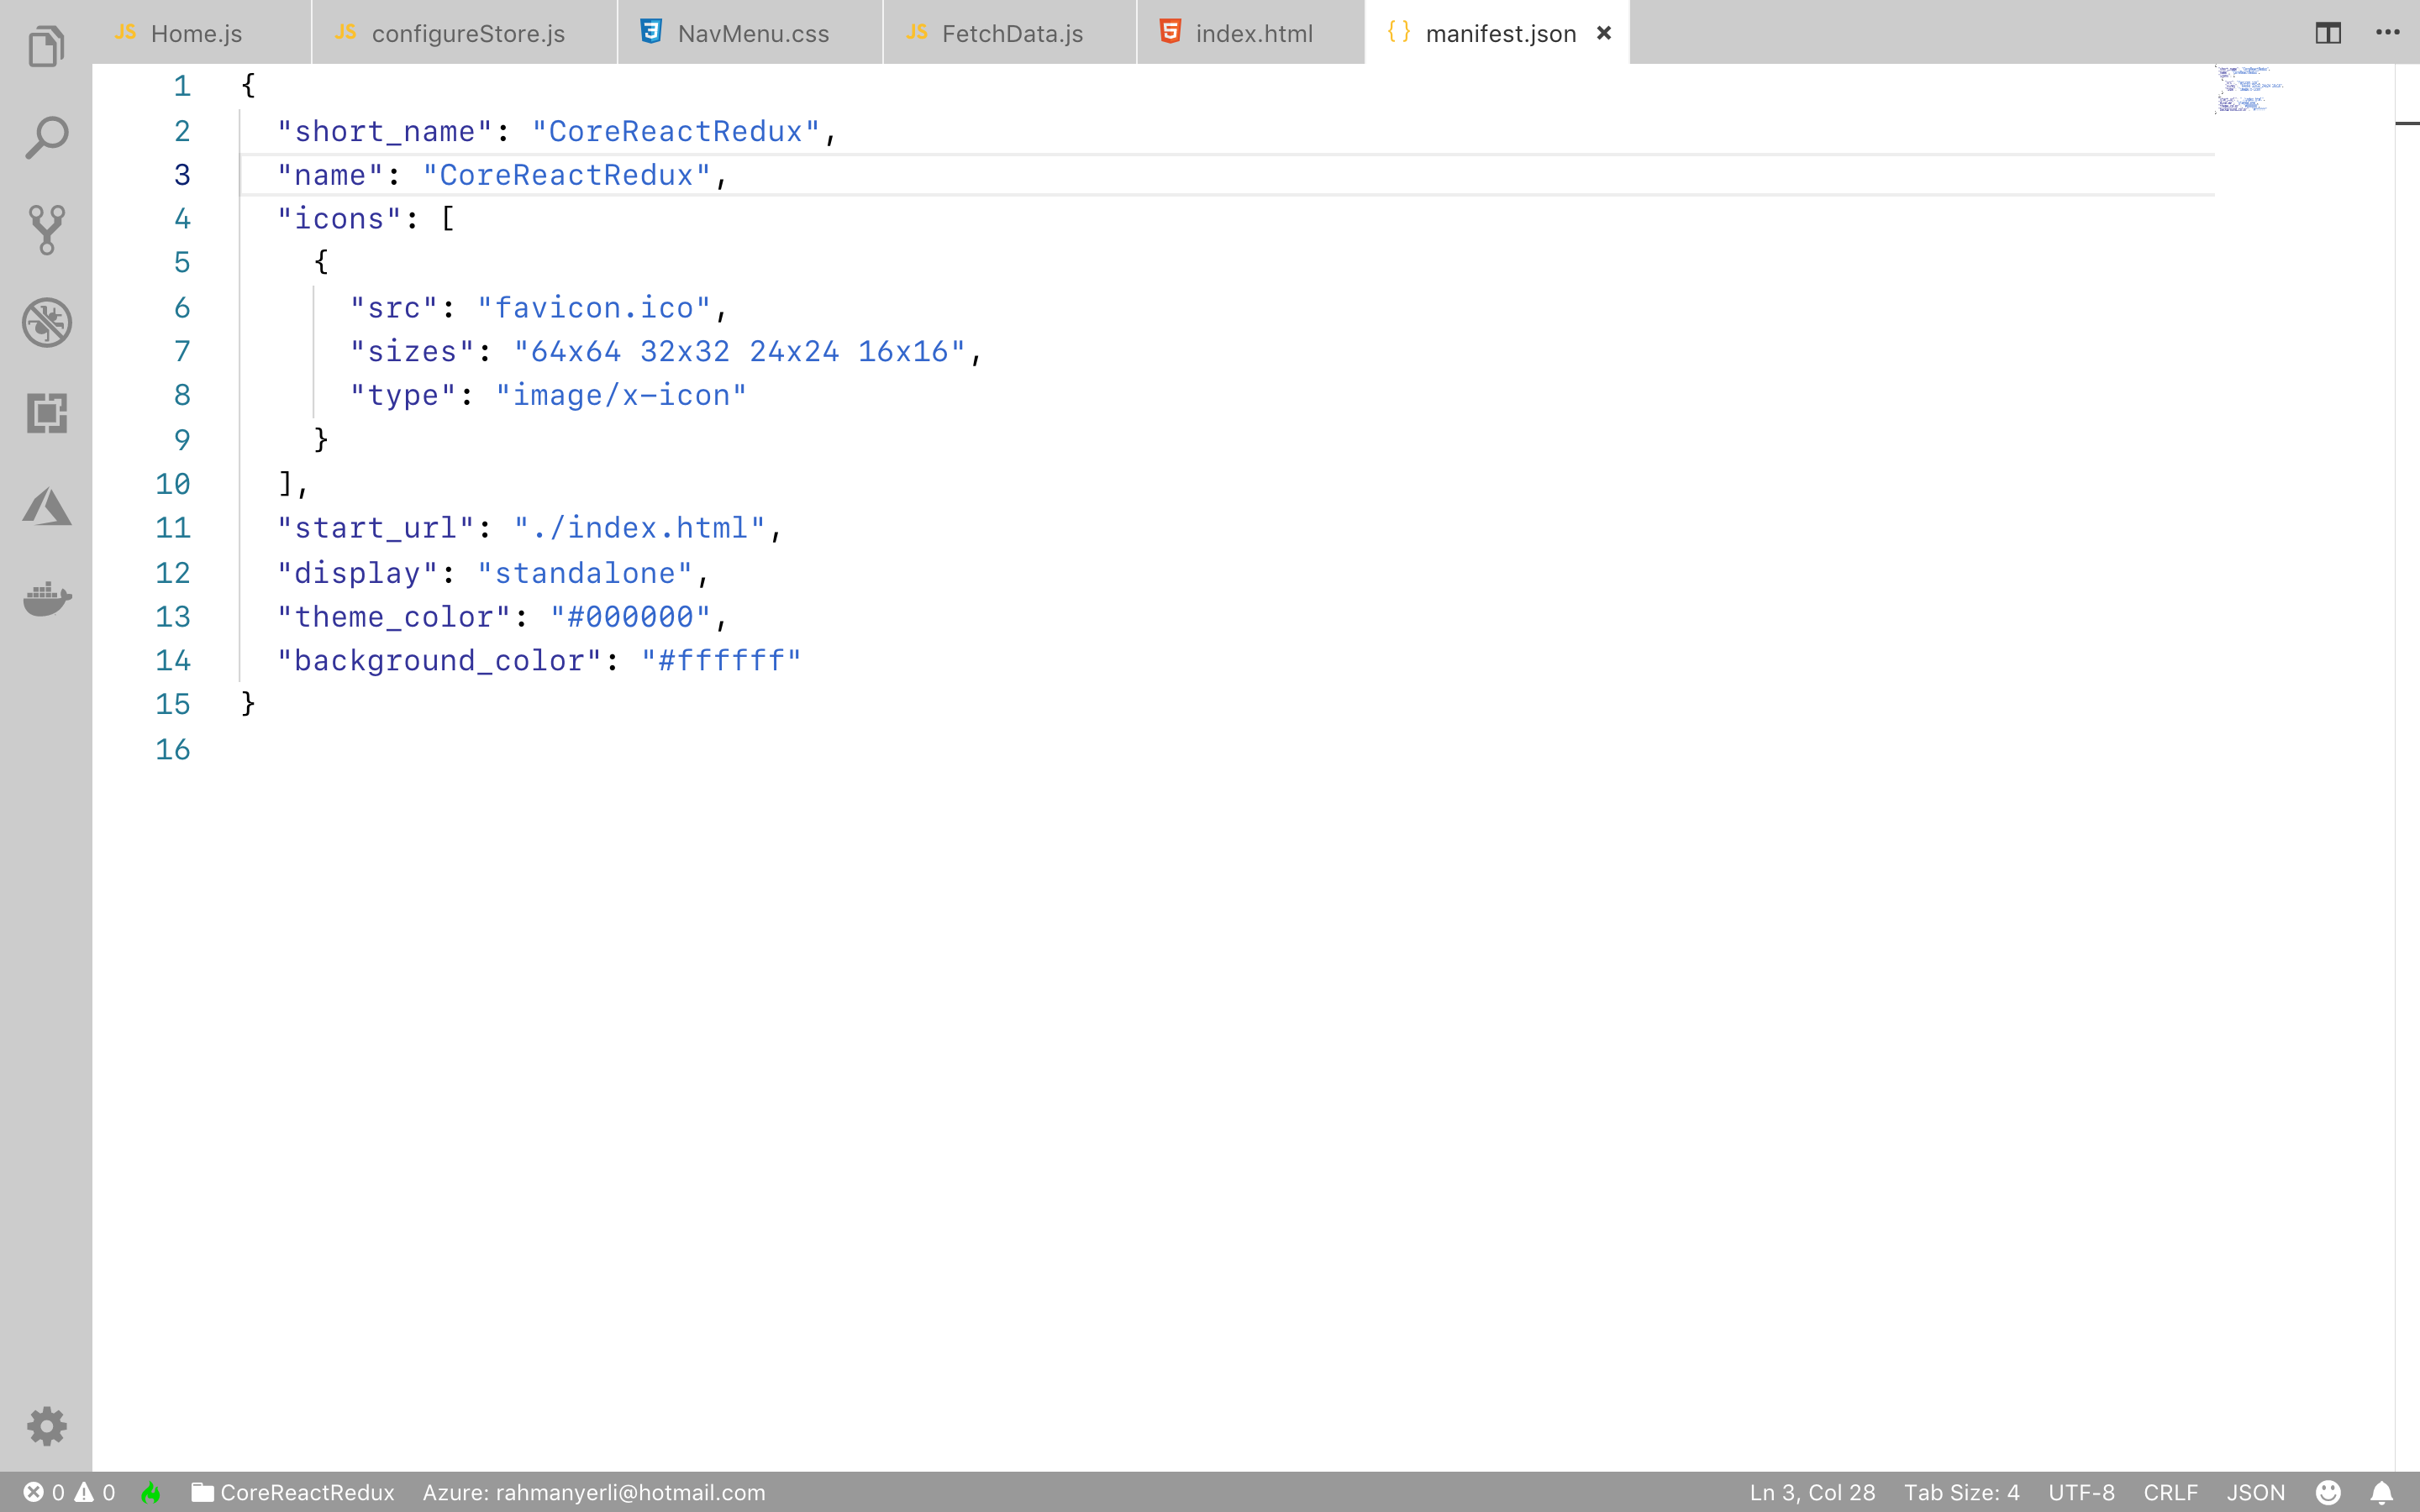 JS Home.js JS configureStore.js 3 NavMenu.css JS FetchData.js 5 index.html {} manifest.json
1 {
2 "short_name": "CoreReactRedux",
3 "name": "CoreReactRedux",
4 "icons": [
5 {
6 "src": "favicon.ico",
7 "sizes": "64x64 32x32 24x24 16x16",
8 "type": "image/x-icon"
9 }
10 ],
11 "start_url": "./index.html",
12 "display": "standalone",
13 "theme_color": "#000000",
14 "background_color": "#ffffff"
15 }
16
0 0 CoreReactRedux Azure: rahmanyerli@hotmail.com Ln 3, Col 28 Tab Size: 4 UTF-8 CRLF JSON